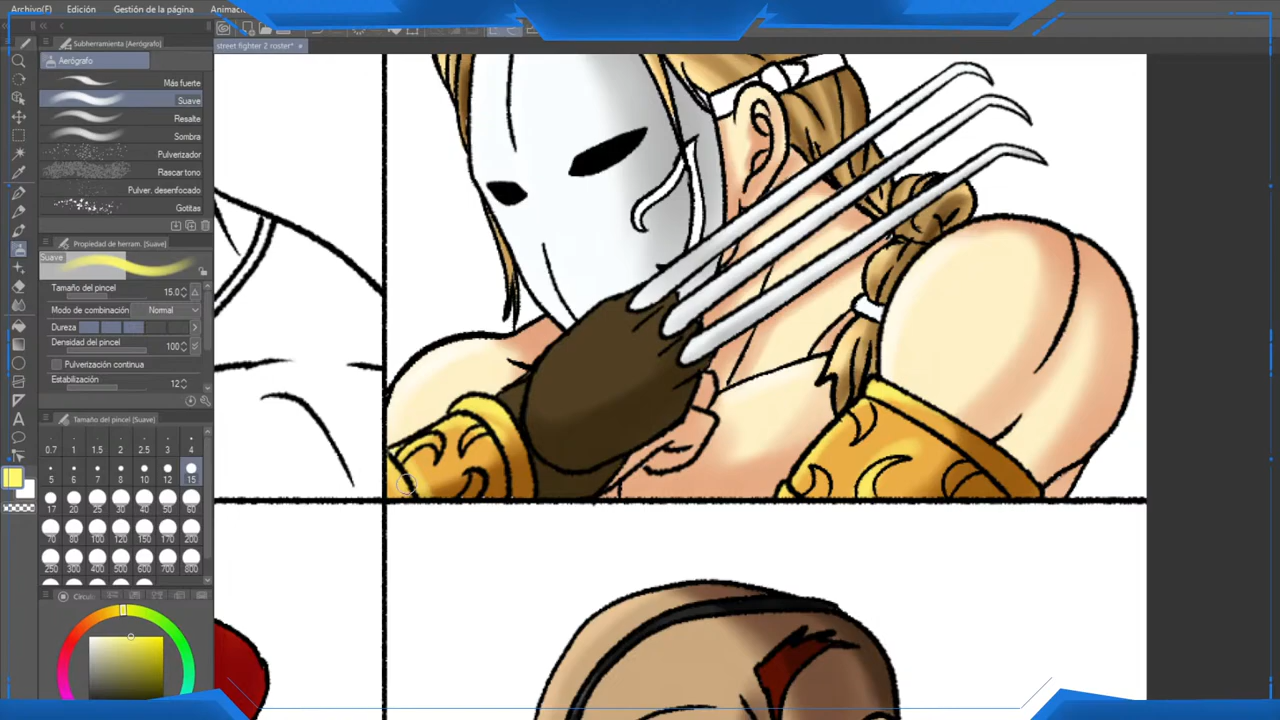 Archivo(F) Edición Gestión de la página Animación
Subherramienta [Aerógrafo]
street fighter 2 roster*
Aerógrafo
Más fuerte
Suave
Resalte
Sombra
Pulverizador
Rascar tono
Pulver. desenfocado
Gotitas
Propiedad de herram. [Suave]
Suave
Tamaño del pincel 15.0
Modo de combinación Normal
Dureza
Densidad del pincel 100
Pulverización continua
Estabilización 12
Tamaño del pincel [Suave]
0.7 1 1.5 2 2.5 3 4
5 6 7 8 10 12 15
17 20 25 30 40 50 60
70 80 100 120 150 170 200
250 300 400 500 600 700 800
Círculo